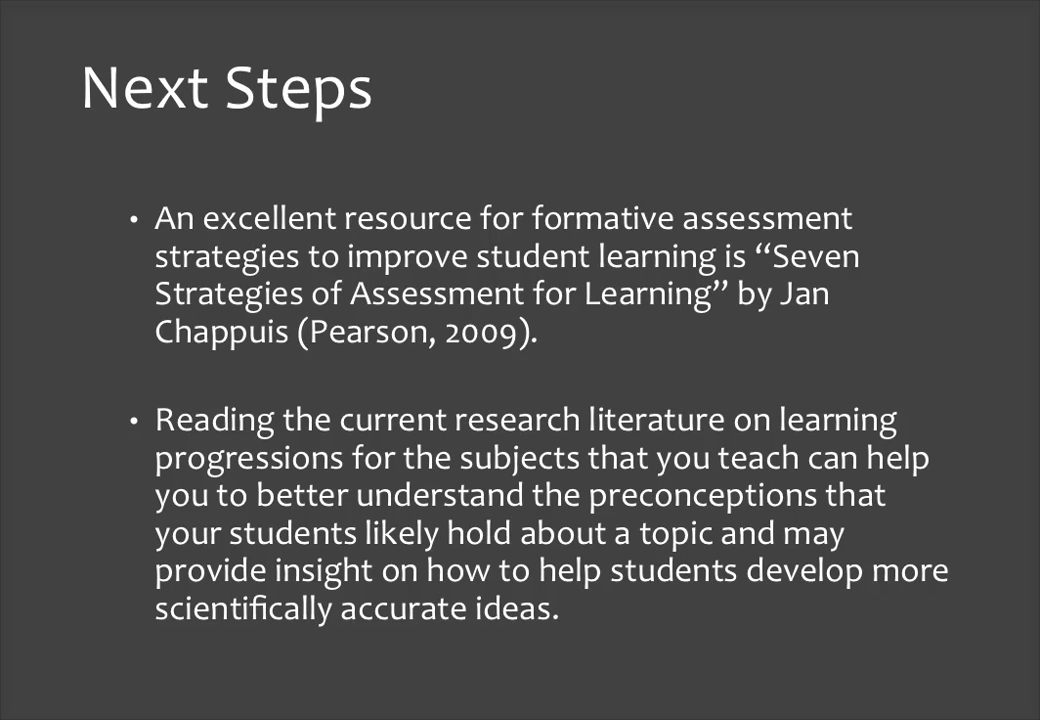 Next Steps
• An excellent resource for formative assessment
strategies to improve student learning is “Seven
Strategies of Assessment for Learning” by Jan
Chappuis (Pearson, 2009).
• Reading the current research literature on learning
progressions for the subjects that you teach can help
you to better understand the preconceptions that
your students likely hold about a topic and may
provide insight on how to help students develop more
scientifically accurate ideas.